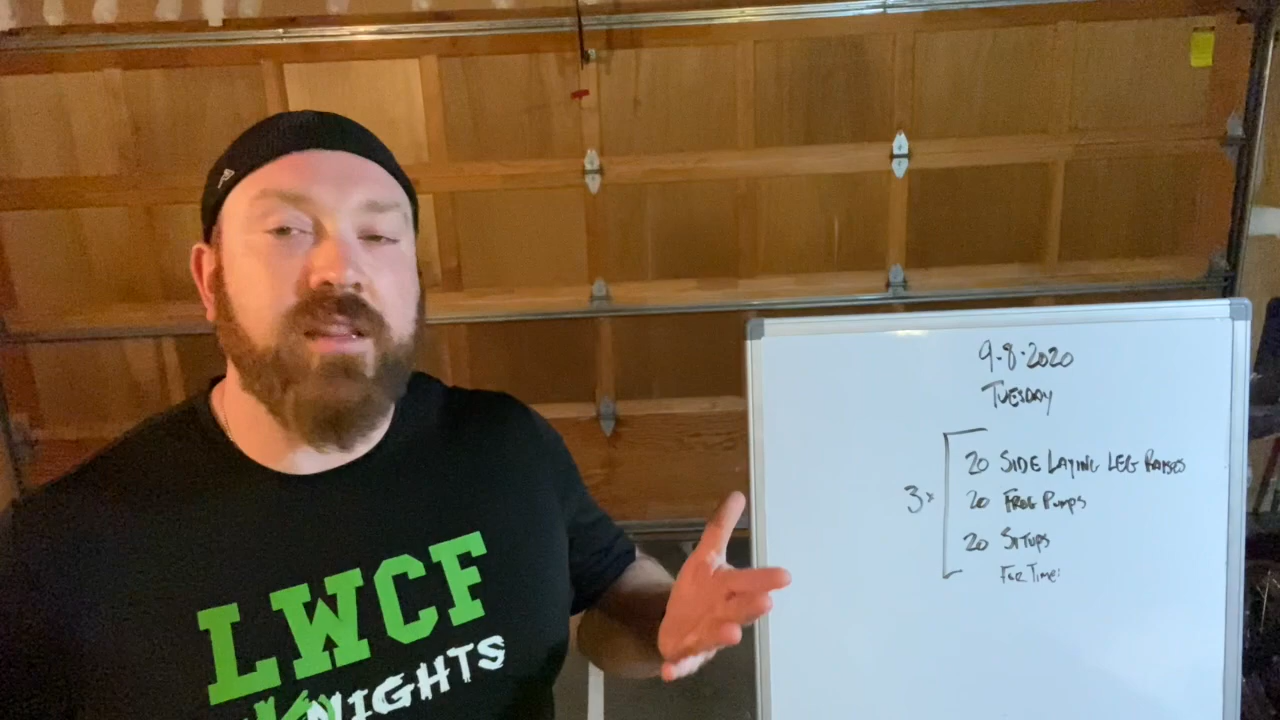 9.8.2020
TUESDAY
3x
20 SIDE LAYING LEG RAISES
20 FROG PUMPS
20 SITUPS
FOR TIME:
LWCF
KNIGHTS